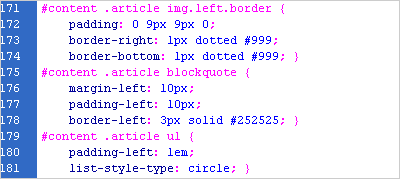 171 #content .article img.left.border {
172 padding: 0 9px 9px 0;
173 border-right: 1px dotted #999;
174 border-bottom: 1px dotted #999; }
175 #content .article blockquote {
176 margin-left: 10px;
177 padding-left: 10px;
178 border-left: 3px solid #252525; }
179 #content .article ul {
180 padding-left: 1em;
181 list-style-type: circle; }